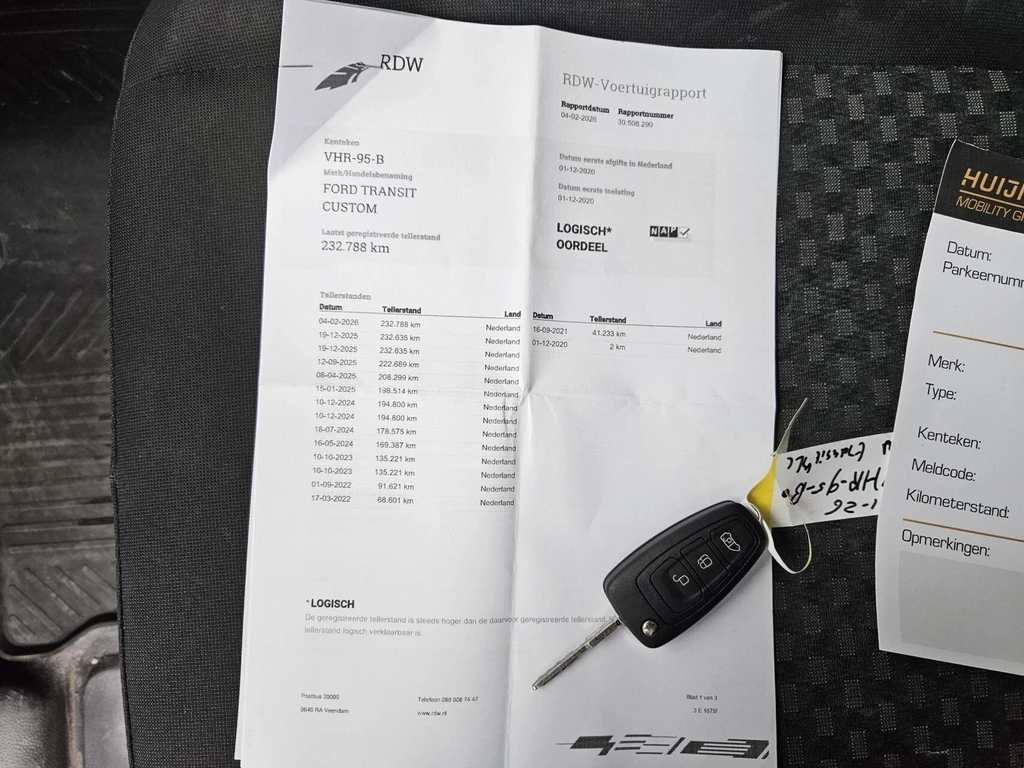 RDW
RDW-Voertuigrapport
Rapportdatum Rapportnummer
04-02-2026 30.508.290
Kenteken
VHR-95-B
Merk/Handelsbenaming
FORD TRANSIT
CUSTOM
Laatst geregistreerde tellerstand
232.788 km
Datum eerste afgifte in Nederland
01-12-2020
Datum eerste toelating
01-12-2020
LOGISCH*
OORDEEL
NAP
Tellerstanden
Datum Tellerstand Land
04-02-2026 232.788 km Nederland
19-12-2025 232.635 km Nederland
19-12-2025 232.635 km Nederland
12-09-2025 222.689 km Nederland
08-04-2025 208.299 km Nederland
15-01-2025 198.514 km Nederland
10-12-2024 194.800 km Nederland
10-12-2024 194.800 km Nederland
18-07-2024 178.575 km Nederland
16-05-2024 169.387 km Nederland
10-10-2023 135.221 km Nederland
10-10-2023 135.221 km Nederland
01-09-2022 91.621 km Nederland
17-03-2022 68.601 km Nederland
Datum Tellerstand Land
16-09-2021 41.233 km Nederland
01-12-2020 2 km Nederland
*LOGISCH
De geregistreerde tellerstand is steeds hoger dan de daarvoor geregistreerde tellerstand.
tellerstand logisch verklaarbaar is.
Postbus 30000
9640 RA Veendam
Telefoon 088 008 74 47
www.rdw.nl
Blad 1 van 3
3 E 1675f
HR-95-B
HUIJ
MOBILITY G
Datum:
Parkeernumm
Merk:
Type:
Kenteken:
Meldcode:
Kilometerstand:
Opmerkingen: